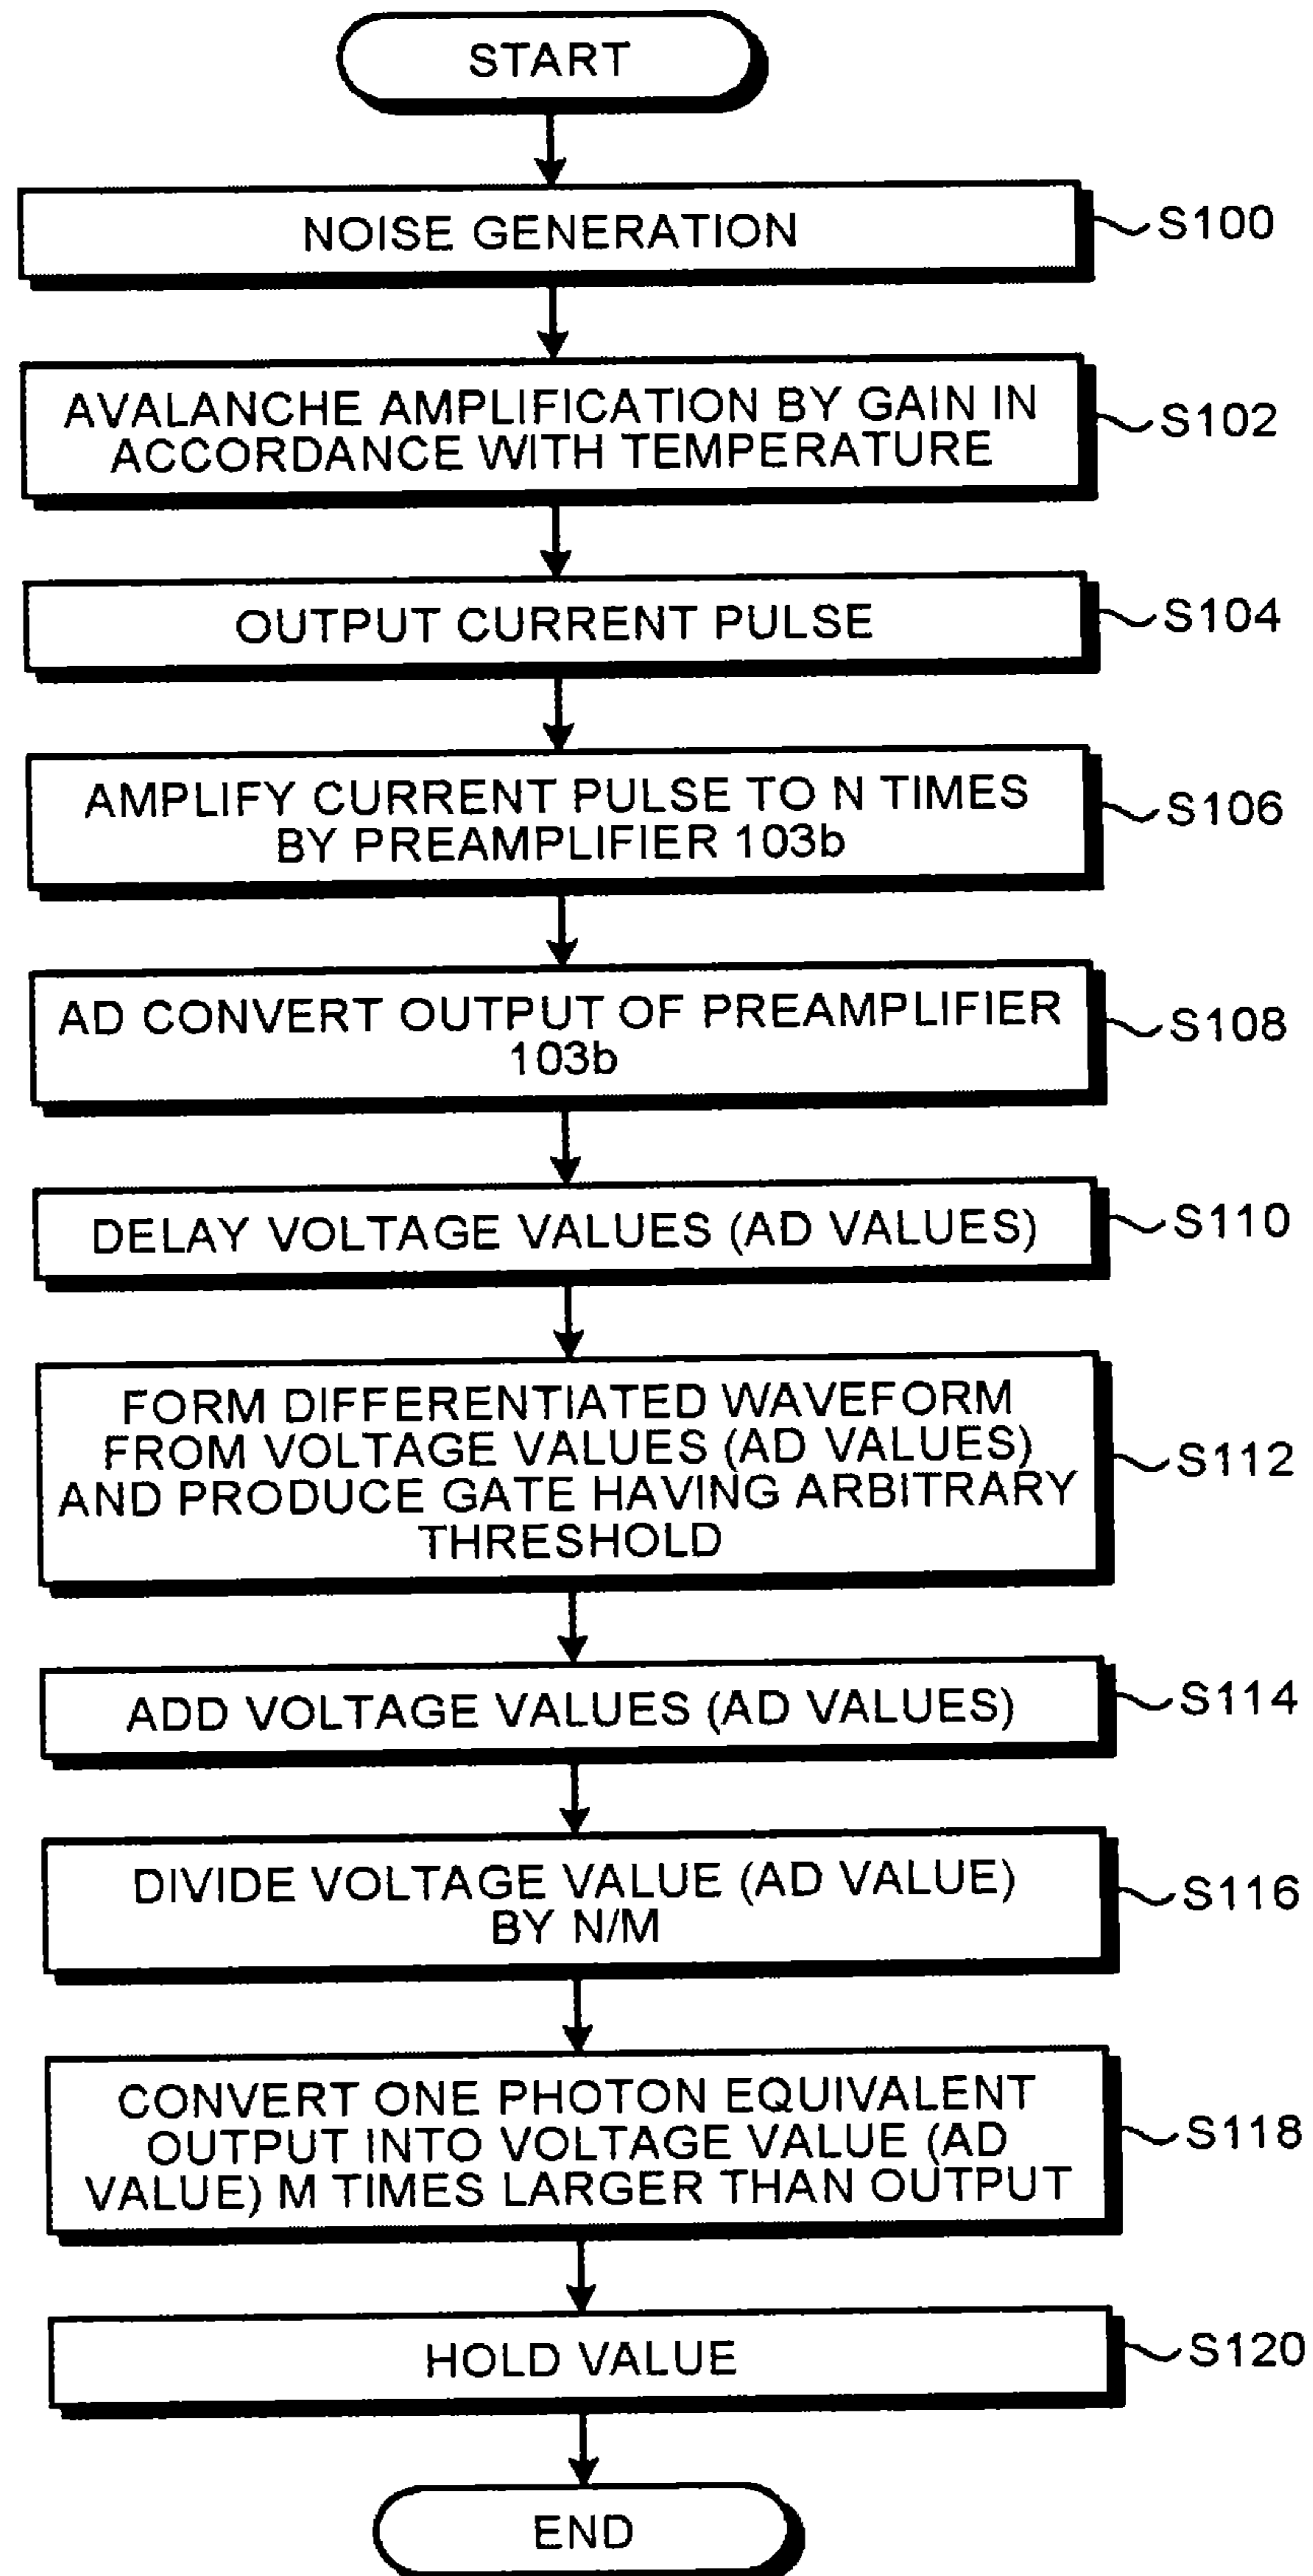 START
NOISE GENERATION
S100
AVALANCHE AMPLIFICATION BY GAIN IN
ACCORDANCE WITH TEMPERATURE
S102
OUTPUT CURRENT PULSE
S104
AMPLIFY CURRENT PULSE TO N TIMES
BY PREAMPLIFIER 103b
S106
AD CONVERT OUTPUT OF PREAMPLIFIER
103b
S108
DELAY VOLTAGE VALUES (AD VALUES)
S110
FORM DIFFERENTIATED WAVEFORM
FROM VOLTAGE VALUES (AD VALUES)
AND PRODUCE GATE HAVING ARBITRARY
THRESHOLD
S112
ADD VOLTAGE VALUES (AD VALUES)
S114
DIVIDE VOLTAGE VALUE (AD VALUE)
BY N/M
S116
CONVERT ONE PHOTON EQUIVALENT
OUTPUT INTO VOLTAGE VALUE (AD
VALUE) M TIMES LARGER THAN OUTPUT
S118
HOLD VALUE
S120
END